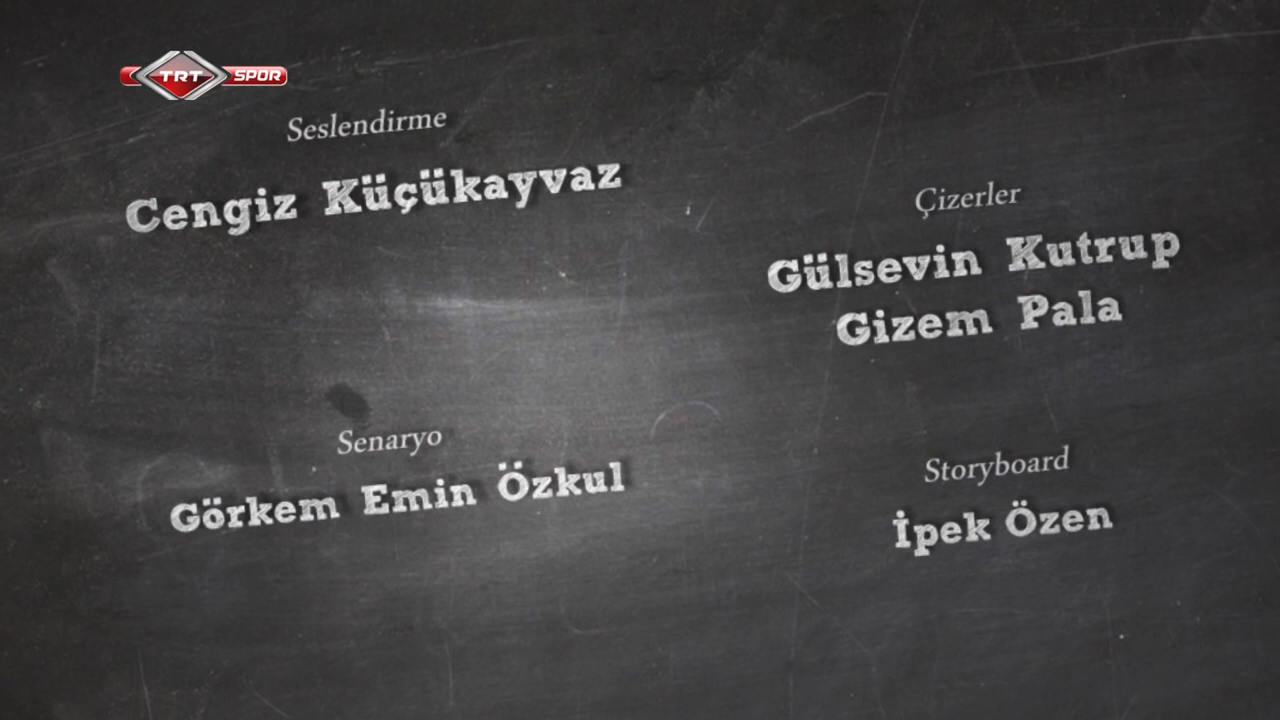 TRT SPOR
Seslendirme
Cengiz Küçükayvaz
Çizerler
Gülsevin Kutrup
Gizem Pala
Senaryo
Görkem Emin Özkul
Storyboard
İpek Özen